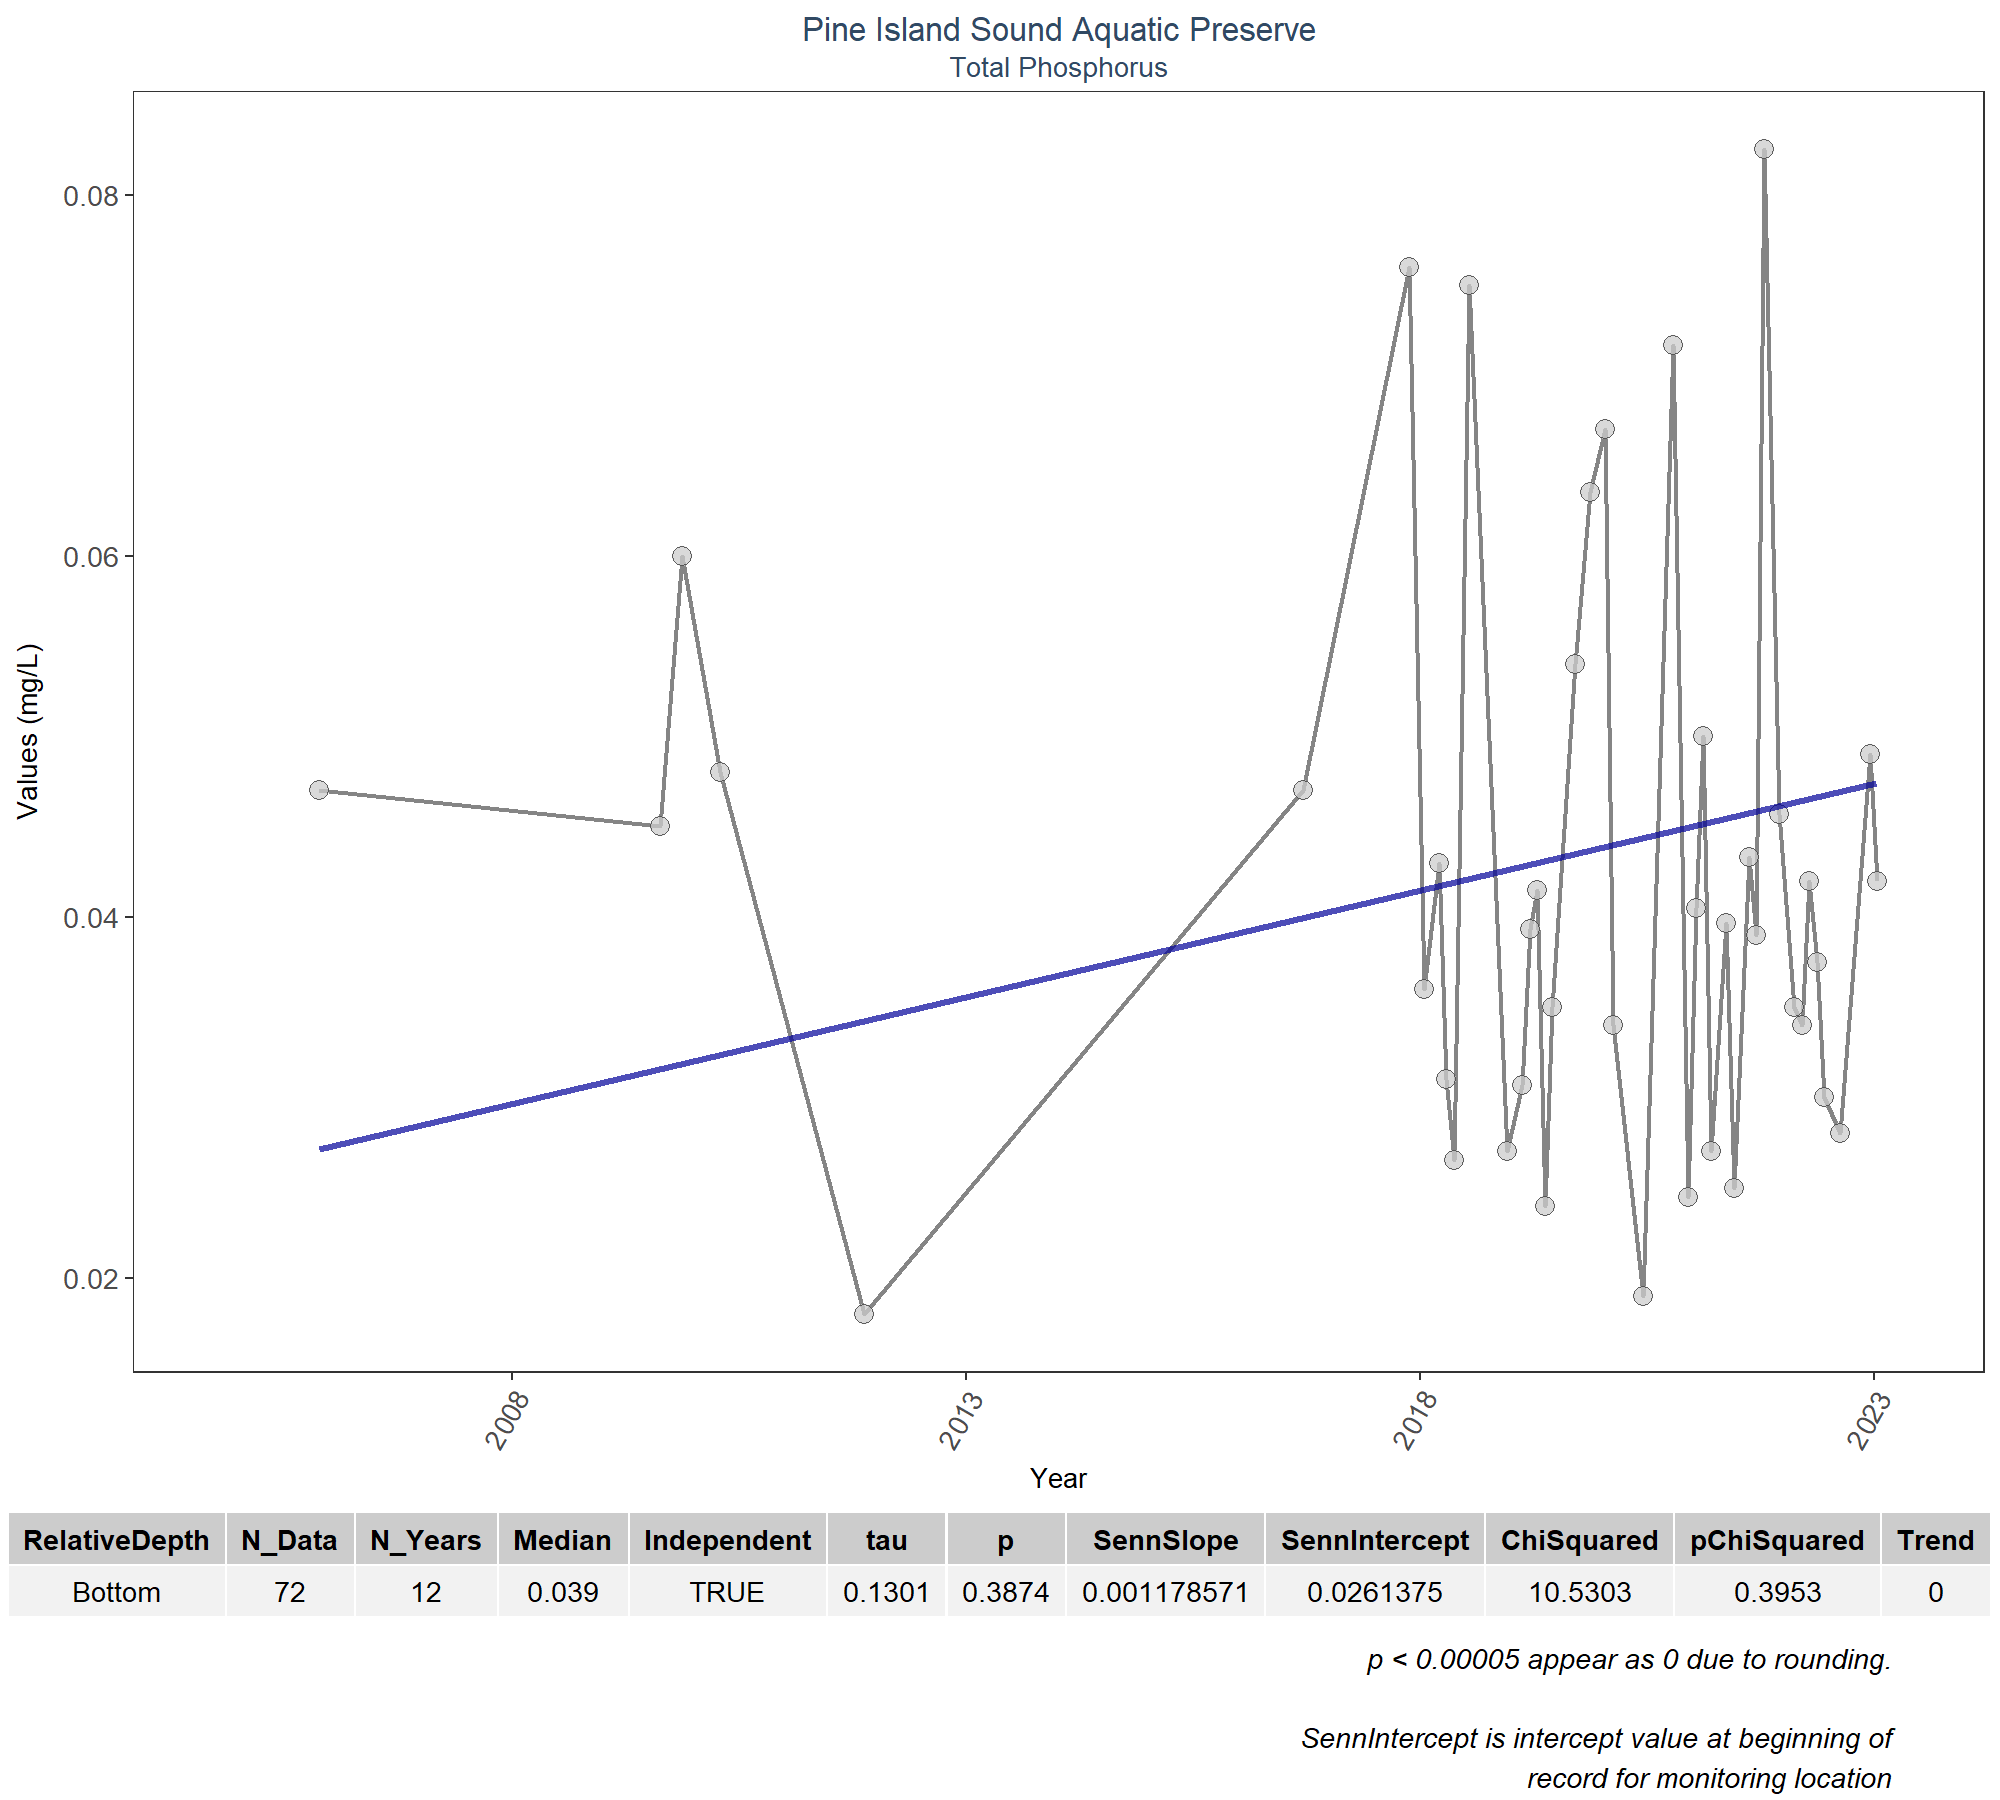 Pine Island Sound Aquatic Preserve
Total Phosphorus
Values (mg/L)
0.08
0.06
0.04
0.02
2008 2013 2018 2023
Year
RelativeDepth N_Data N_Years Median Independent tau p SennSlope SennIntercept ChiSquared pChiSquared Trend
Bottom 72 12 0.039 TRUE 0.1301 0.3874 0.001178571 0.0261375 10.5303 0.3953 0
p < 0.00005 appear as 0 due to rounding.
SennIntercept is intercept value at beginning of
record for monitoring location